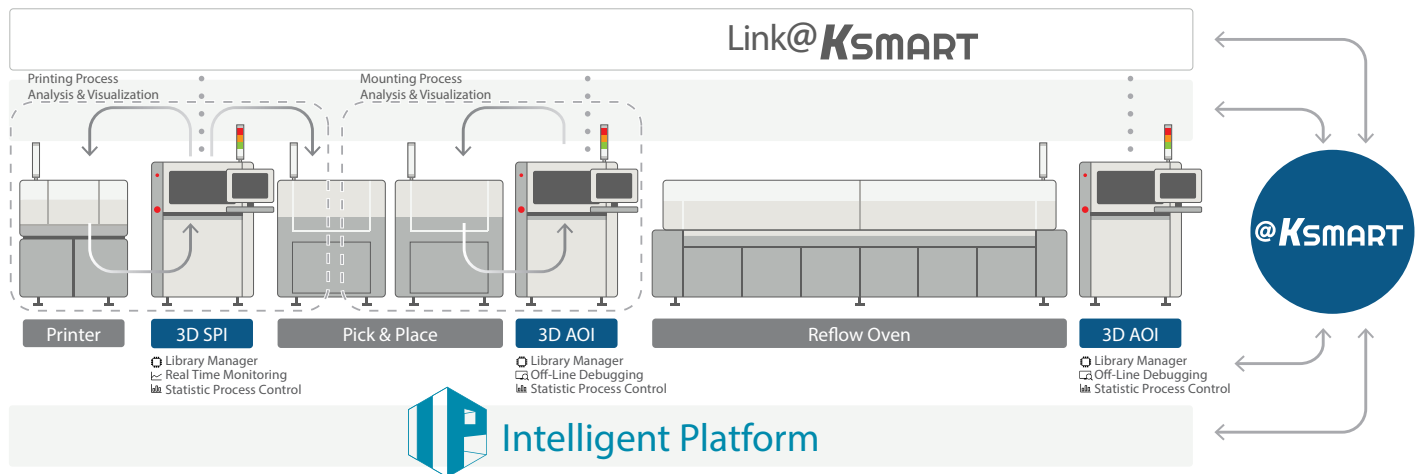 Link@KSMART
Printing Process
Analysis & Visualization
Mounting Process
Analysis & Visualization
@KSMART
Printer
3D SPI
Pick & Place
3D AOI
Reflow Oven
3D AOI
Library Manager
Real Time Monitoring
Statistic Process Control
Library Manager
Off-Line Debugging
Statistic Process Control
Library Manager
Off-Line Debugging
Statistic Process Control
IP Intelligent Platform